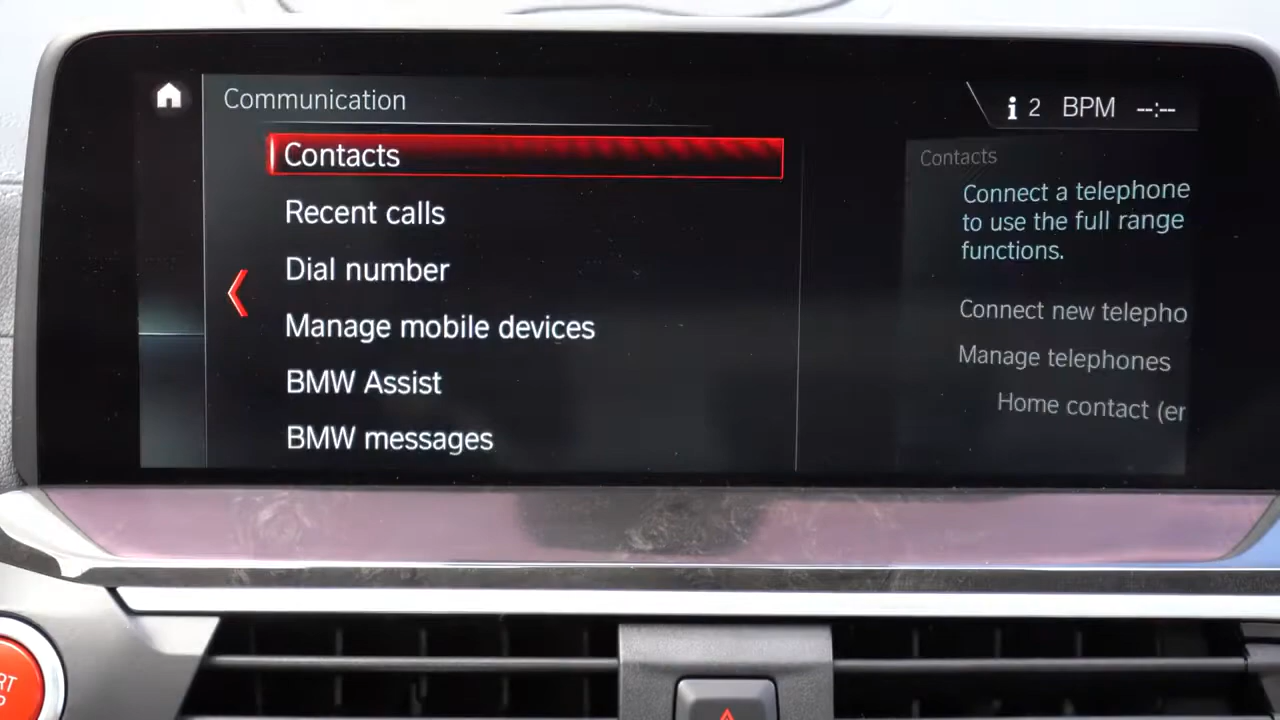 Communication
i 2 BPM --:--
Contacts
Recent calls
Dial number
Manage mobile devices
BMW Assist
BMW messages
Contacts
Connect a telephone
to use the full range
functions.
Connect new telepho
Manage telephones
Home contact (er
RT
P